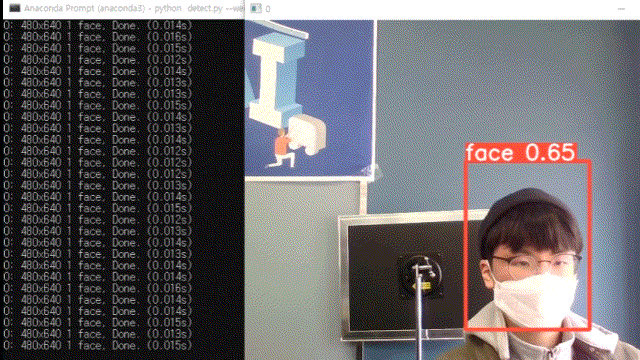 Anaconda Prompt (anaconda3) - python  detect.py --we
0: 480x640 1 face, Done. (0.014s)
0: 480x640 1 face, Done. (0.016s)
0: 480x640 1 face, Done. (0.015s)
0: 480x640 1 face, Done. (0.012s)
0: 480x640 1 face, Done. (0.014s)
0: 480x640 1 face, Done. (0.013s)
0: 480x640 1 face, Done. (0.013s)
0: 480x640 1 face, Done. (0.015s)
0: 480x640 1 face, Done. (0.014s)
0: 480x640 1 face, Done. (0.013s)
0: 480x640 1 face, Done. (0.014s)
0: 480x640 1 face, Done. (0.012s)
0: 480x640 1 face, Done. (0.012s)
0: 480x640 1 face, Done. (0.012s)
0: 480x640 1 face, Done. (0.013s)
0: 480x640 1 face, Done. (0.014s)
0: 480x640 1 face, Done. (0.015s)
0: 480x640 1 face, Done. (0.012s)
0: 480x640 1 face, Done. (0.013s)
0: 480x640 1 face, Done. (0.014s)
0: 480x640 1 face, Done. (0.013s)
0: 480x640 1 face, Done. (0.014s)
0: 480x640 1 face, Done. (0.014s)
0: 480x640 1 face, Done. (0.016s)
0: 480x640 1 face, Done. (0.014s)
0: 480x640 1 face, Done. (0.014s)
0: 480x640 1 face, Done. (0.015s)
0: 480x640 1 face, Done. (0.013s)
0: 480x640 1 face, Done. (0.015s)
0
face 0.65